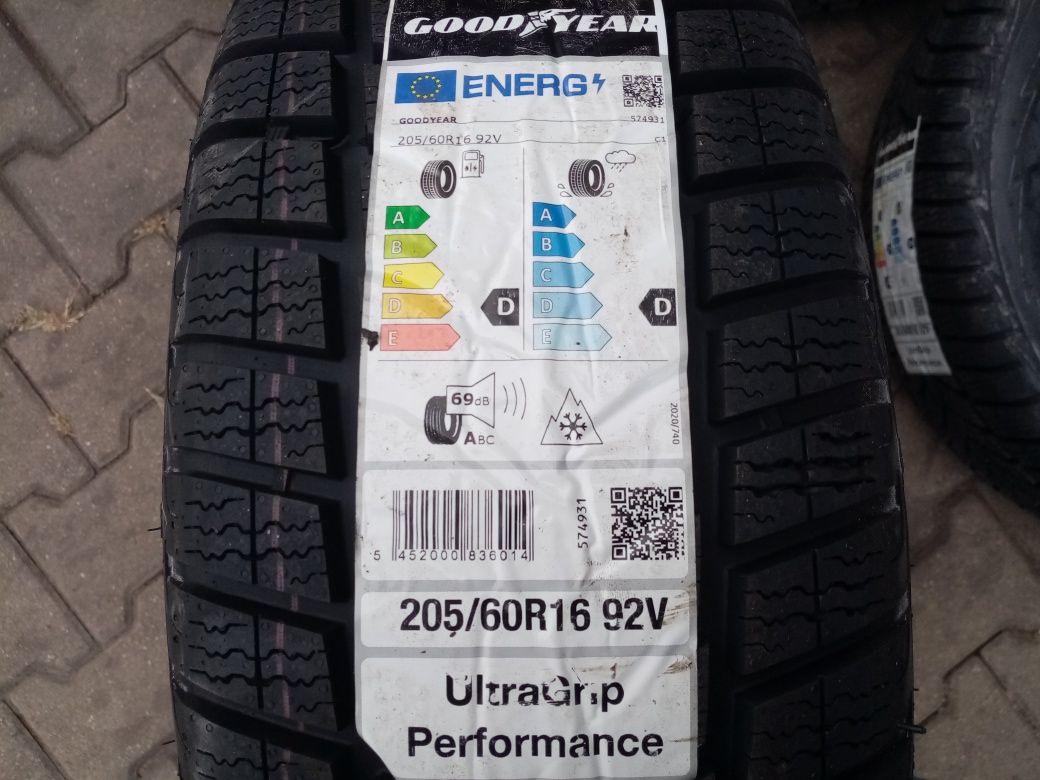 GOODYEAR
ENERG
GOODYEAR 574931
205/60R16 92V C1
A A
B B
C C
D D D D
E E
69dB
ABC
2020/740
574931
5 452000 836014
205/60R16 92V
UltraGrip
Performance